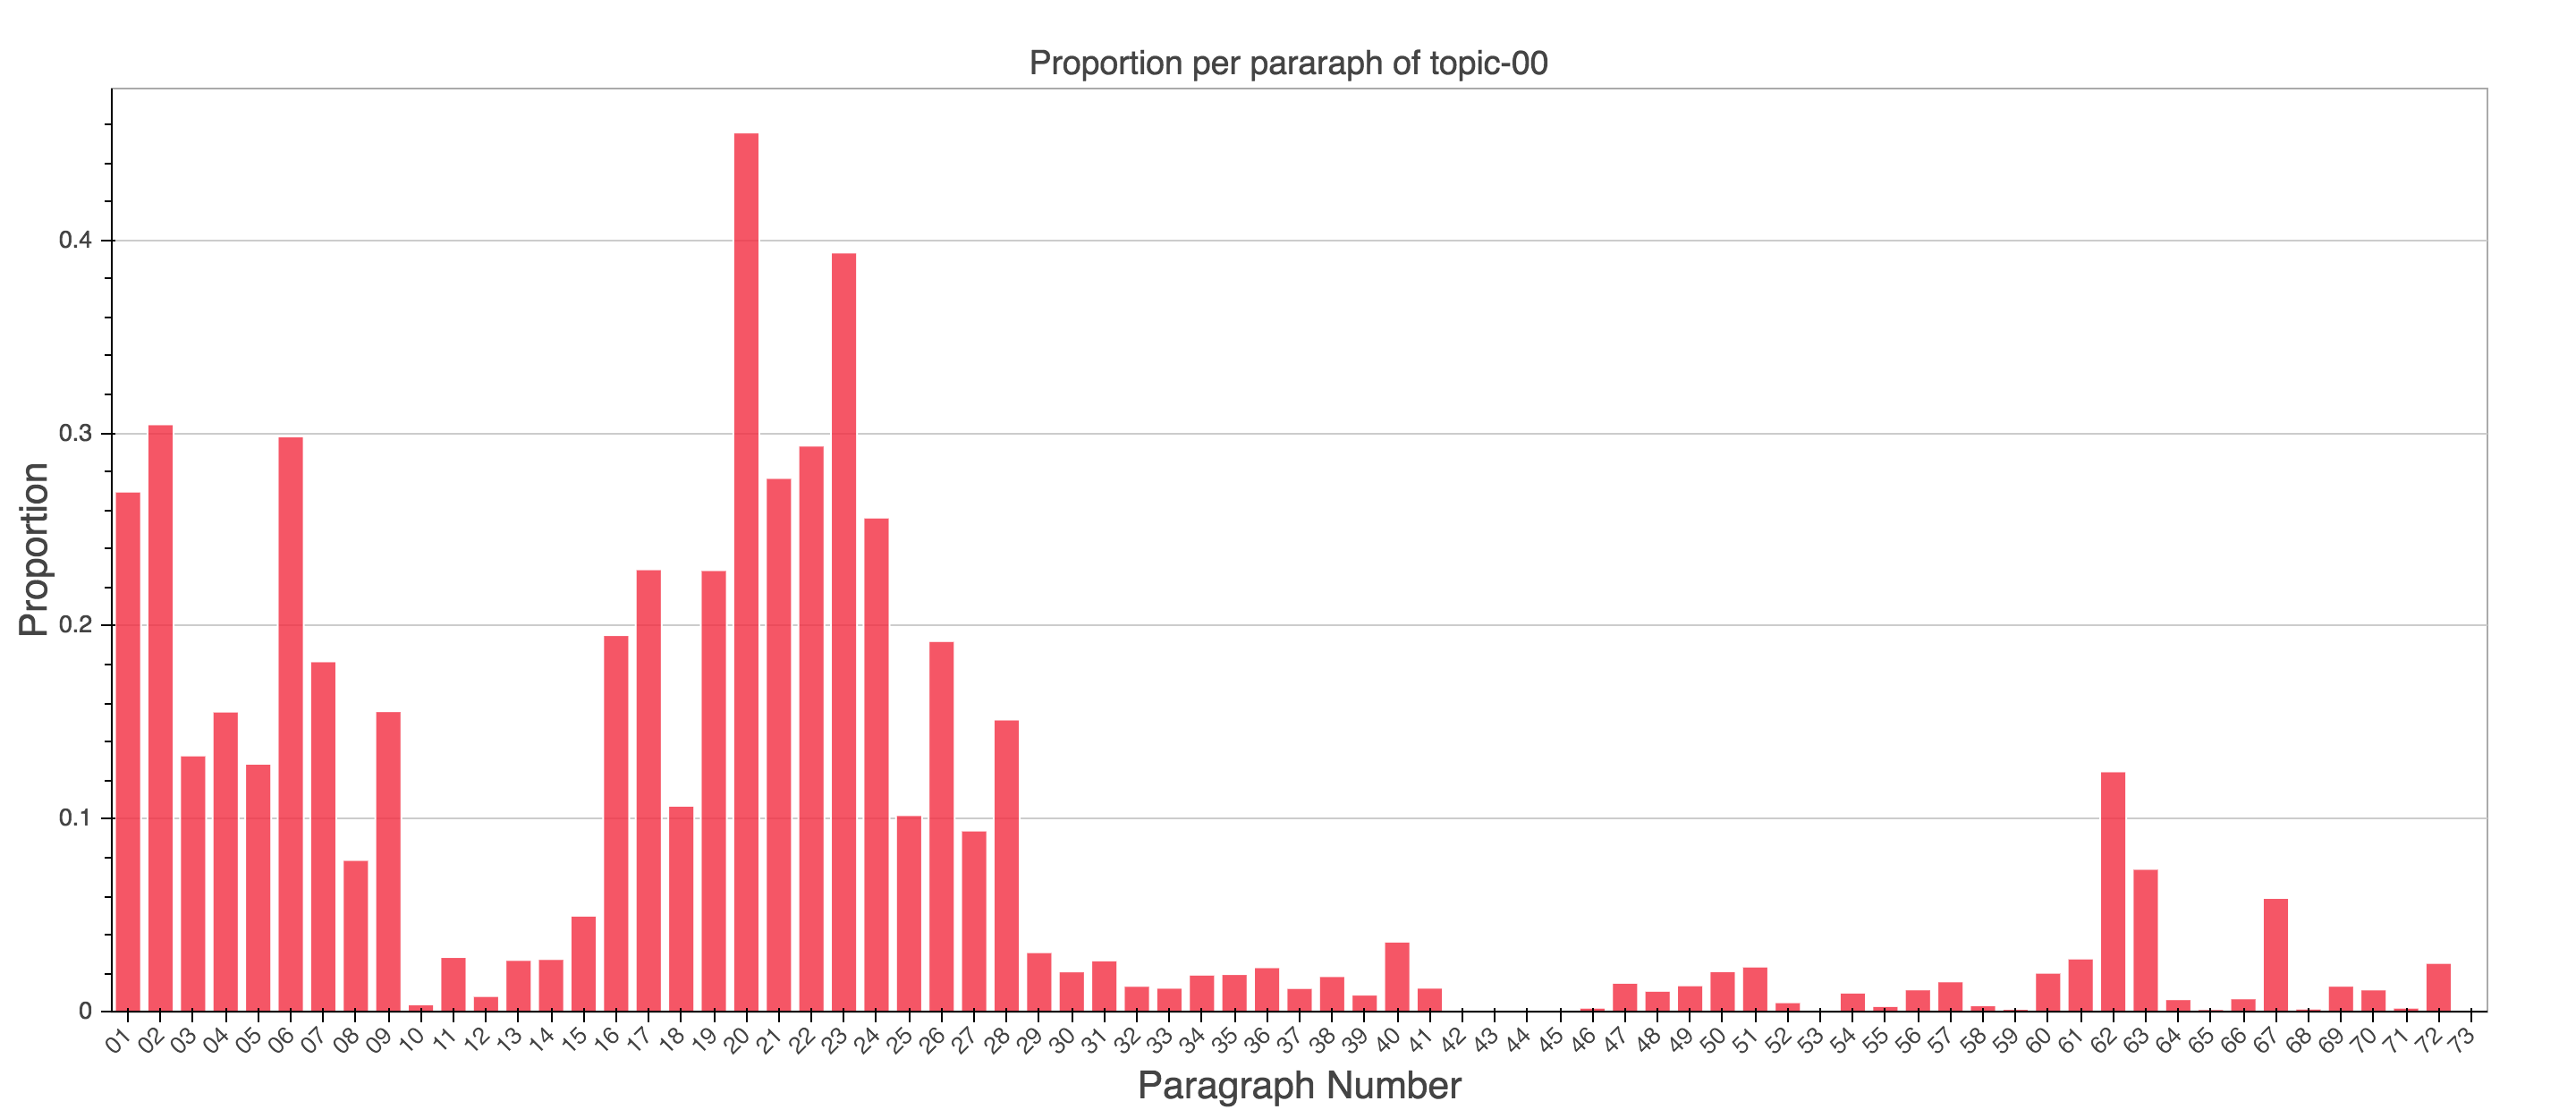 Proportion per pararaph of topic-00
Proportion
0.4
0.3
0.2
0.1
0
01 02 03 04 05 06 07 08 09 10 11 12 13 14 15 16 17 18 19 20 21 22 23 24 25 26 27 28 29 30 31 32 33 34 35 36 37 38 39 40 41 42 43 44 45 46 47 48 49 50 51 52 53 54 55 56 57 58 59 60 61 62 63 64 65 66 67 68 69 70 71 72 73
Paragraph Number